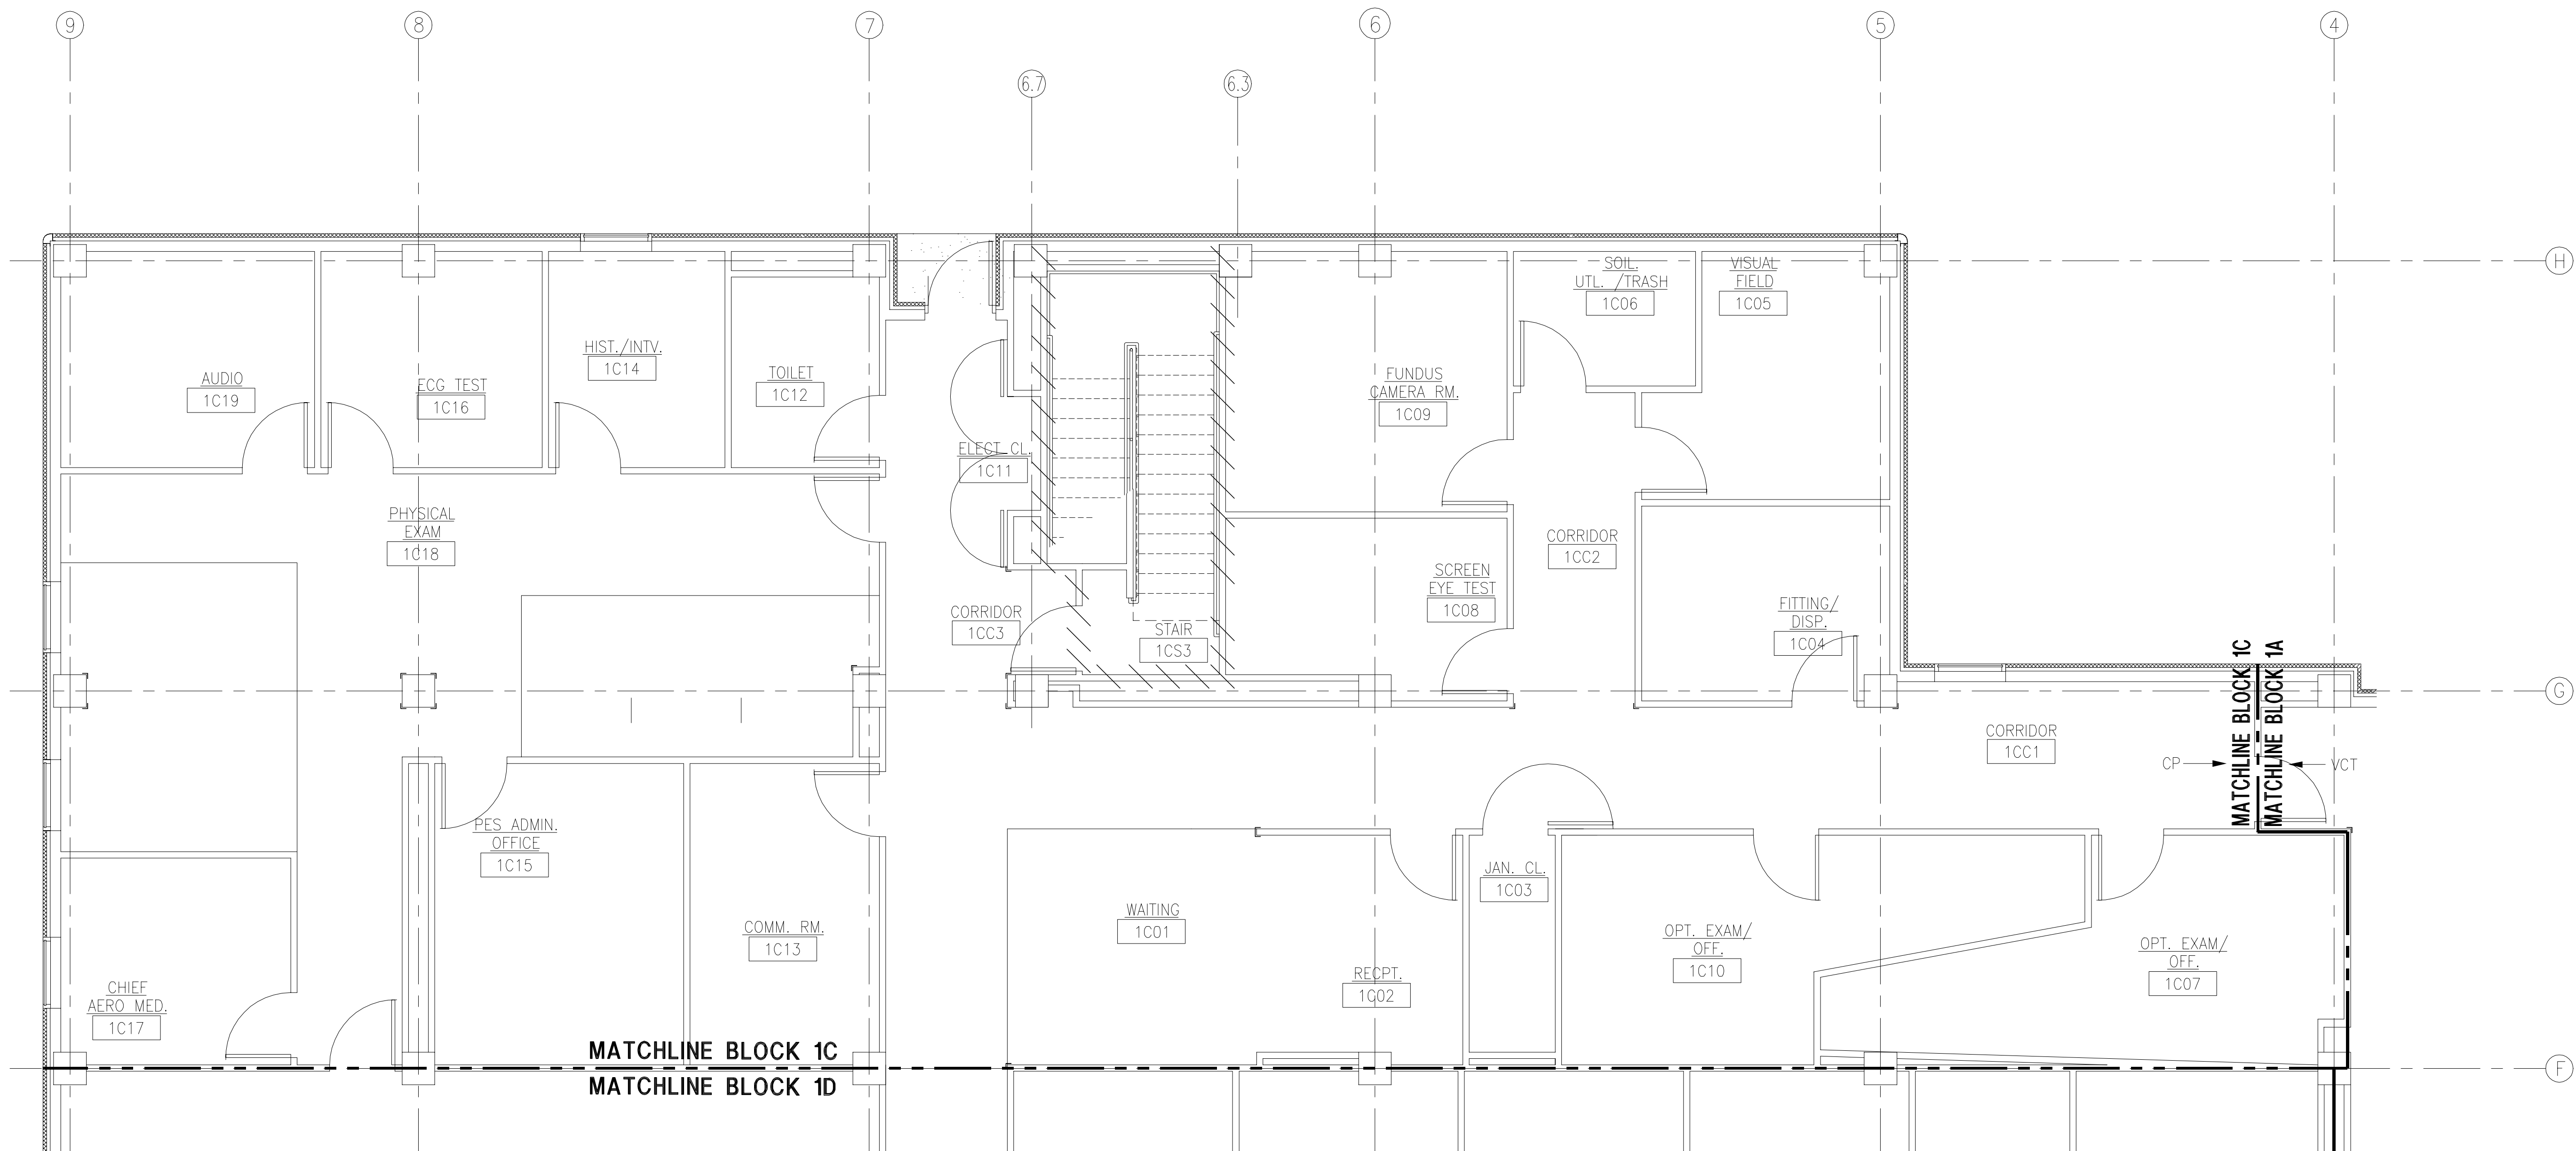 9
8
7
6
5
4
6.7
6.3
H
G
F
AUDIO
1C19
ECG TEST
1C16
HIST./INTV.
1C14
TOILET
1C12
ELECT CL.
1C11
FUNDUS
CAMERA RM.
1C09
SOIL.
UTL. /TRASH
1C06
VISUAL
FIELD
1C05
PHYSICAL
EXAM
1C18
CORRIDOR
1CC3
STAIR
1CS3
SCREEN
EYE TEST
1C08
CORRIDOR
1CC2
FITTING/
DISP.
1C04
CORRIDOR
1CC1
MATCHLINE BLOCK 1C
MATCHLINE BLOCK 1A
CP
VCT
PES ADMIN.
OFFICE
1C15
COMM. RM.
1C13
WAITING
1C01
RECPT.
1C02
JAN. CL.
1C03
OPT. EXAM/
OFF.
1C10
OPT. EXAM/
OFF.
1C07
CHIEF
AERO MED.
1C17
MATCHLINE BLOCK 1C
MATCHLINE BLOCK 1D